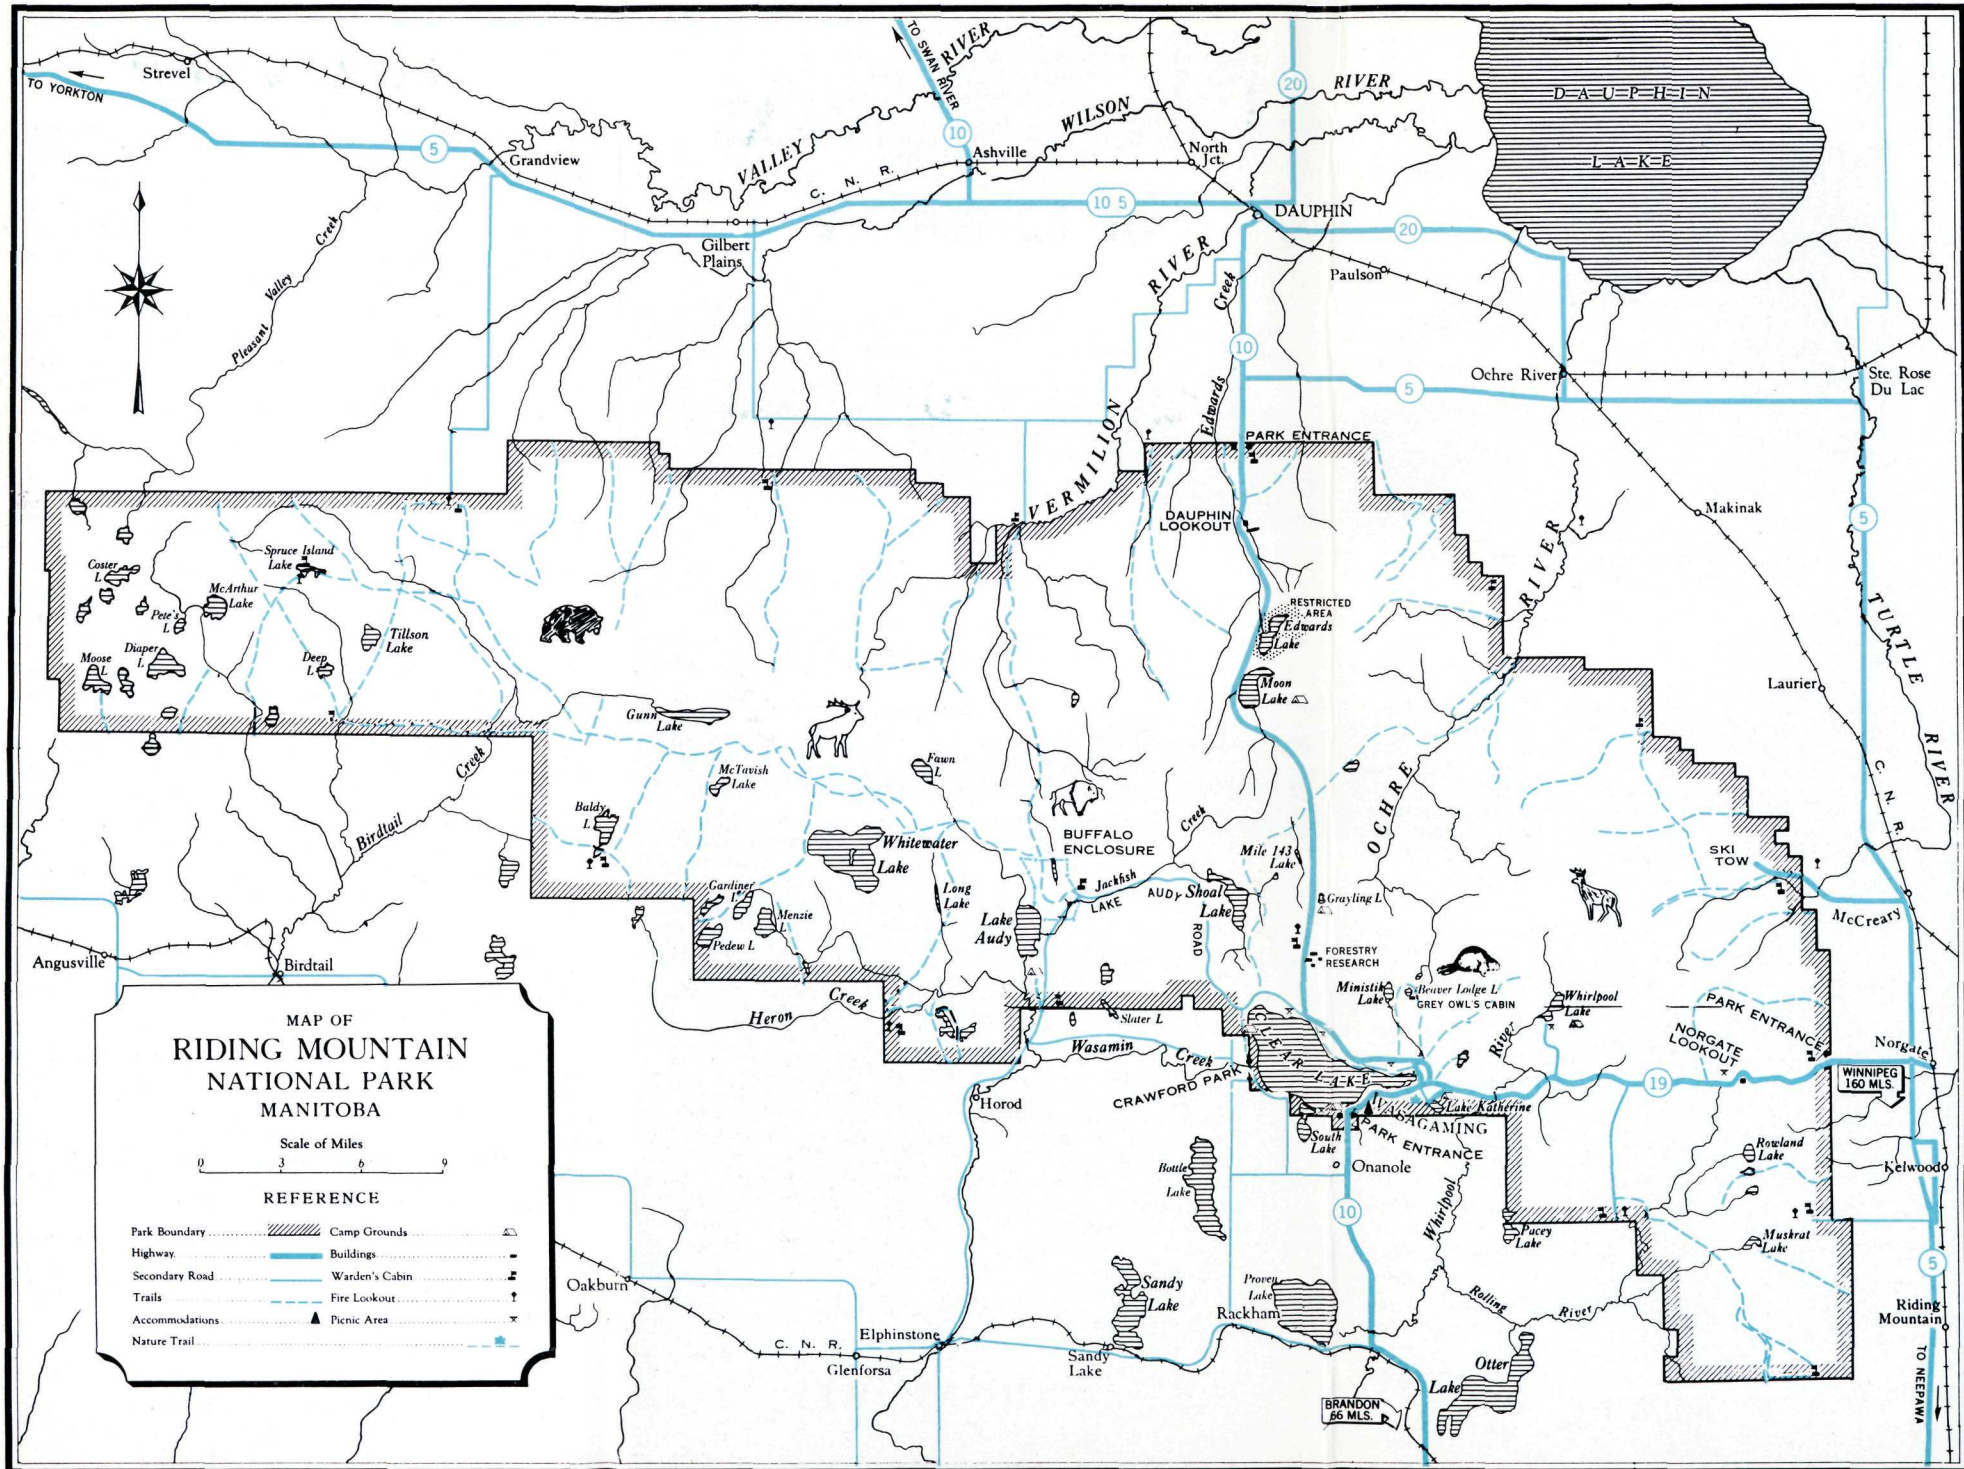 Strevel
TO YORKTON
5
Grandview
TO SWAN RIVER
10
VALLEY RIVER
WILSON RIVER
20
DAUPHIN
LAKE
Ashville
North
Jct.
C. N. R.
10 5
DAUPHIN
20
Gilbert
Plains
Paulson
Pleasant Valley Creek
VERMILION RIVER
Edwards Creek
10
5
Ochre River
Ste. Rose
Du Lac
PARK ENTRANCE
DAUPHIN
LOOKOUT
Makinak
5
Coster
L
Spruce Island
Lake
McArthur
Lake
Pete's
L
Tillson
Lake
Moose
L
Diaper
L
Deep
L
RESTRICTED
AREA
Edwards
Lake
Moon
Lake
OCHRE RIVER
Laurier
TURTLE RIVER
Gunn
Lake
Birdtail Creek
McTavish
Lake
Fawn
L
Baldy
L
Whitewater
Lake
BUFFALO
ENCLOSURE
Jackfish Creek
LAKE AUDY ROAD
Shoal
Lake
Mile 143
Lake
Grayling L
SKI
TOW
C. N. R.
McCreary
Gardiner
L
Menzie
L
Pedew L
Long
Lake
Lake
Audy
FORESTRY
RESEARCH
Angusville
Birdtail
Heron Creek
Slater L
Ministik
Lake
Beaver Lodge L
GREY OWL'S CABIN
Whirlpool
Lake
PARK ENTRANCE
NORGATE
LOOKOUT
Norgate
Wasamin Creek
CLEAR LAKE
CRAWFORD PARK
Whirlpool River
19
WINNIPEG
160 MLS.
Horod
Lake Katherine
WASAGAMING
PARK ENTRANCE
South
Lake
Onanole
Rowland
Lake
Kelwood
Bottle
Lake
10
Pacey
Lake
Muskrat
Lake
5
Sandy
Lake
Proven
Lake
Rackham
Rolling River
Riding
Mountain
Oakburn
Elphinstone
C. N. R.
Glenforsa
Sandy
Lake
Otter
Lake
BRANDON
66 MLS.
TO NEEPAWA
MAP OF
RIDING MOUNTAIN
NATIONAL PARK
MANITOBA
Scale of Miles
0 3 6 9
REFERENCE
Park Boundary
Camp Grounds
Highway
Buildings
Secondary Road
Warden's Cabin
Trails
Fire Lookout
Accommodations
Picnic Area
Nature Trail